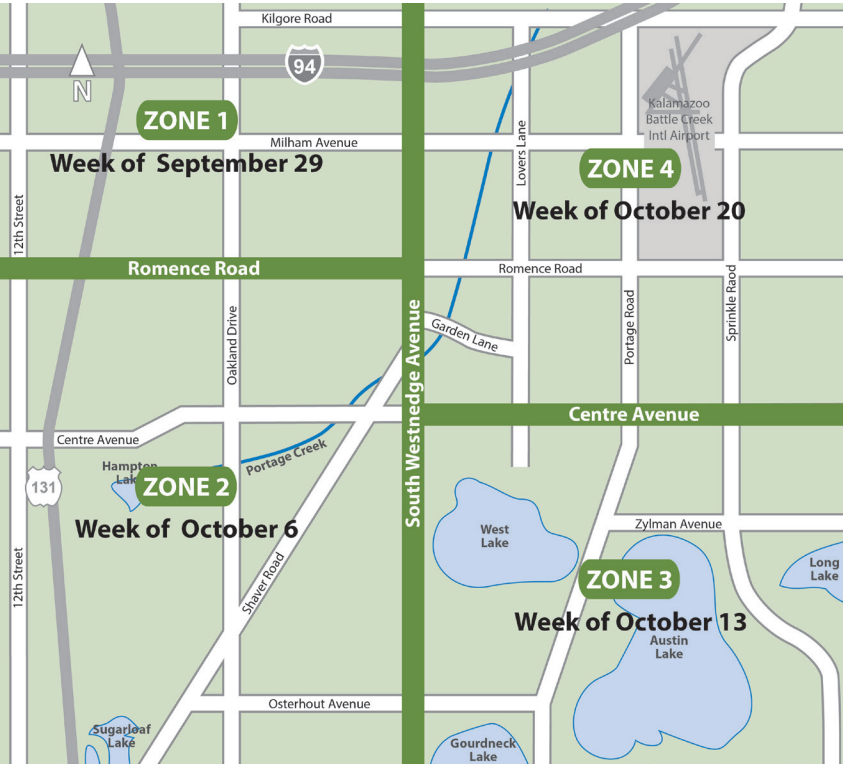 Kilgore Road
94
N
Kalamazoo
Battle Creek
Intl Airport
ZONE 1
Milham Avenue
Week of September 29
Lovers Lane
ZONE 4
Week of October 20
12th Street
Romence Road
Romence Road
Oakland Drive
South Westnedge Avenue
Garden Lane
Portage Road
Sprinkle Raod
Centre Avenue
Centre Avenue
Portage Creek
Hampton
Lake
131
ZONE 2
Week of October 6
West
Lake
Zylman Avenue
Long
Lake
12th Street
Shaver Road
ZONE 3
Week of October 13
Austin
Lake
Osterhout Avenue
Sugarloaf
Lake
Gourdneck
Lake